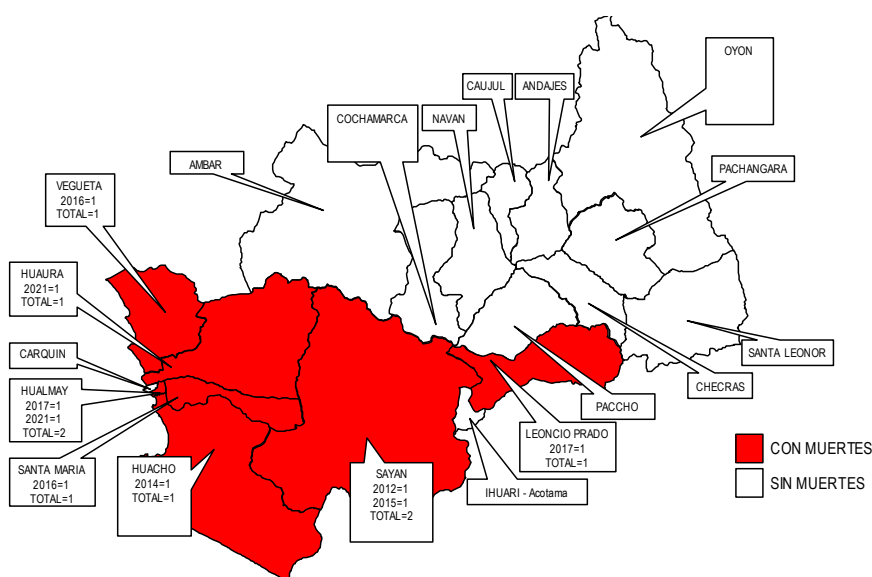 OYON
CAUJUL
ANDAJES
COCHAMARCA
NAVAN
AMBAR
PACHANGARA
VEGUETA
2016=1
TOTAL=1
HUAURA
2021=1
TOTAL=1
CARQUIN
SANTA LEONOR
HUALMAY
2017=1
2021=1
TOTAL=2
CHECRAS
PACCHO
LEONCIO PRADO
2017=1
TOTAL=1
SANTA MARIA
2016=1
TOTAL=1
HUACHO
2014=1
TOTAL=1
SAYAN
2012=1
2015=1
TOTAL=2
IHUARI - Acotama
CON MUERTES
SIN MUERTES